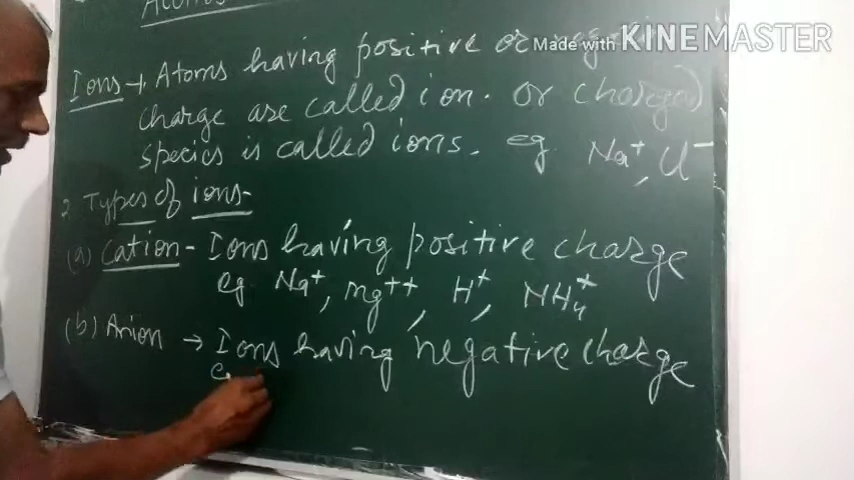 Ions → Atoms having positive or
Made with KINEMASTER
charge are called ion. or charged
species is called ions. eg Na⁺, Cl⁻
2 Types of ions-
(a) Cation - Ions having positive charge
eg Na⁺, Mg⁺⁺, H⁺, NH₄⁺
(b) Anion → Ions having negative charge